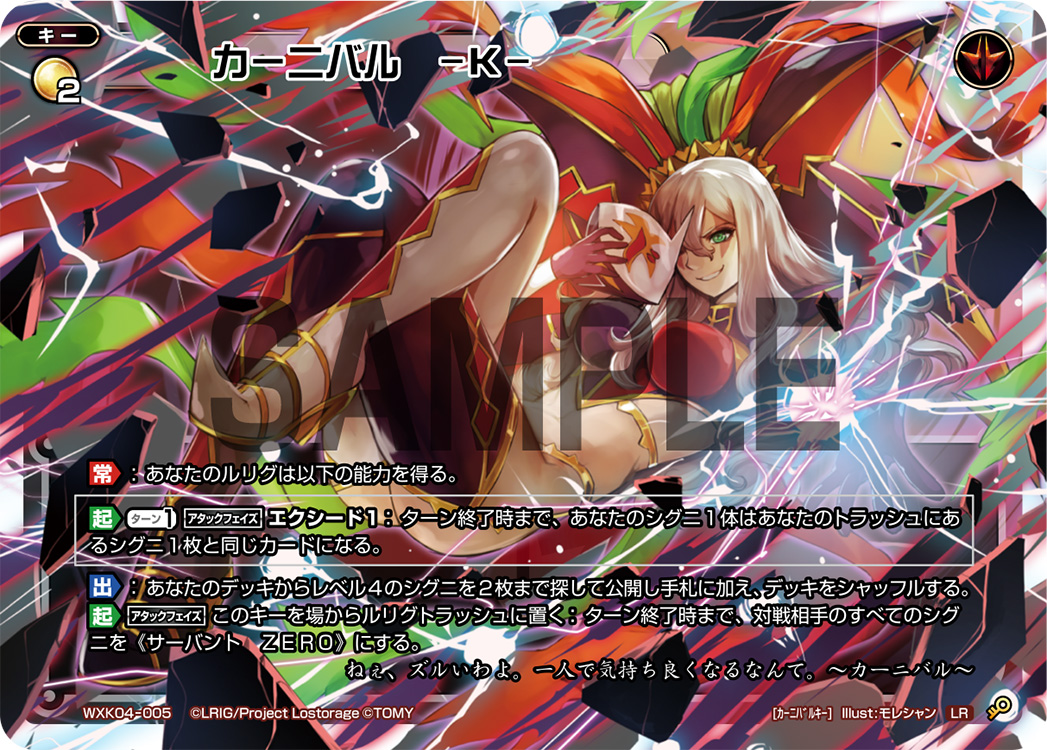 キー
カーニバル －K－
2
SAMPLE
常：あなたのルリグは以下の能力を得る。
起 ターン1 アタックフェイズ エクシード1：ターン終了時まで、あなたのシグニ１体はあなたのトラッシュにあ
るシグニ１枚と同じカードになる。
出：あなたのデッキからレベル４のシグニを２枚まで探して公開し手札に加え、デッキをシャッフルする。
起 アタックフェイズ このキーを場からルリグトラッシュに置く：ターン終了時まで、対戦相手のすべてのシグ
ニを《サーバント　ＺＥＲＯ》にする。
ねぇ、ズルいわよ。一人で気持ち良くなるなんて。～カーニバル～
WXK04-005 ©LRIG/Project Lostorage ©TOMY [カーニバルキー] Illust:モレシャン LR